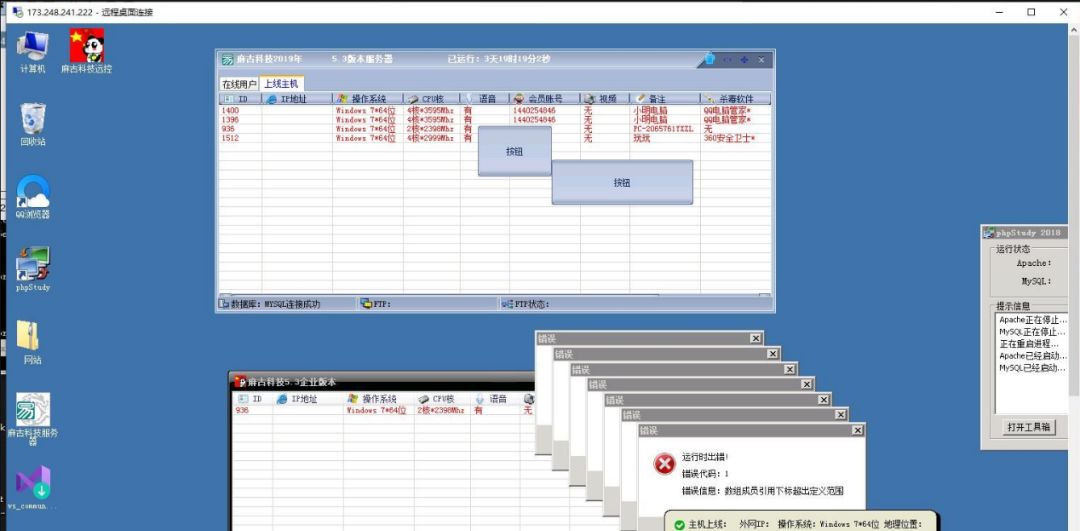 173.248.241.222 - 远程桌面连接
计算机
麻古科技远控
回收站
QQ浏览器
phpStudy
网站
麻古科技服务器
vs_commun...
麻古科技2019年 5.3版本服务器 已运行: 3天19时19分2秒
在线用户 上线主机
ID IP地址 操作系统 CPU核 语音 会员账号 视频 备注 杀毒软件
1400 Windows 7*64位 4核*3595Mhz 有 1440254846 无 小明电脑 QQ电脑管家*
1396 Windows 7*64位 4核*3595Mhz 有 1440254846 无 小明电脑 QQ电脑管家*
936 Windows 7*64位 2核*2398Mhz 有 无 PC-20657617XZL 无
1512 Windows 7*64位 4核*2999Mhz 有 无 玩玩 360安全卫士*
按钮
按钮
数据库: MYSQL连接成功 FTP: FTP状态:
phpStudy 2018
运行状态
Apache:
MySQL:
提示信息
Apache正在停止...
MySQL正在停止...
正在重启进程...
Apache已经启动...
MySQL已经启动...
打开工具箱
麻古科技5.3企业版本
ID IP地址 操作系统 CPU核 语音
936 Windows 7*64位 2核*2398Mhz 有 无
错误
错误
错误
错误
错误
错误
错误
运行时出错!
错误代码: 1
错误信息: 数组成员引用下标超出定义范围
主机上线: 外网IP: 操作系统: Windows 7*64位 地理位置: